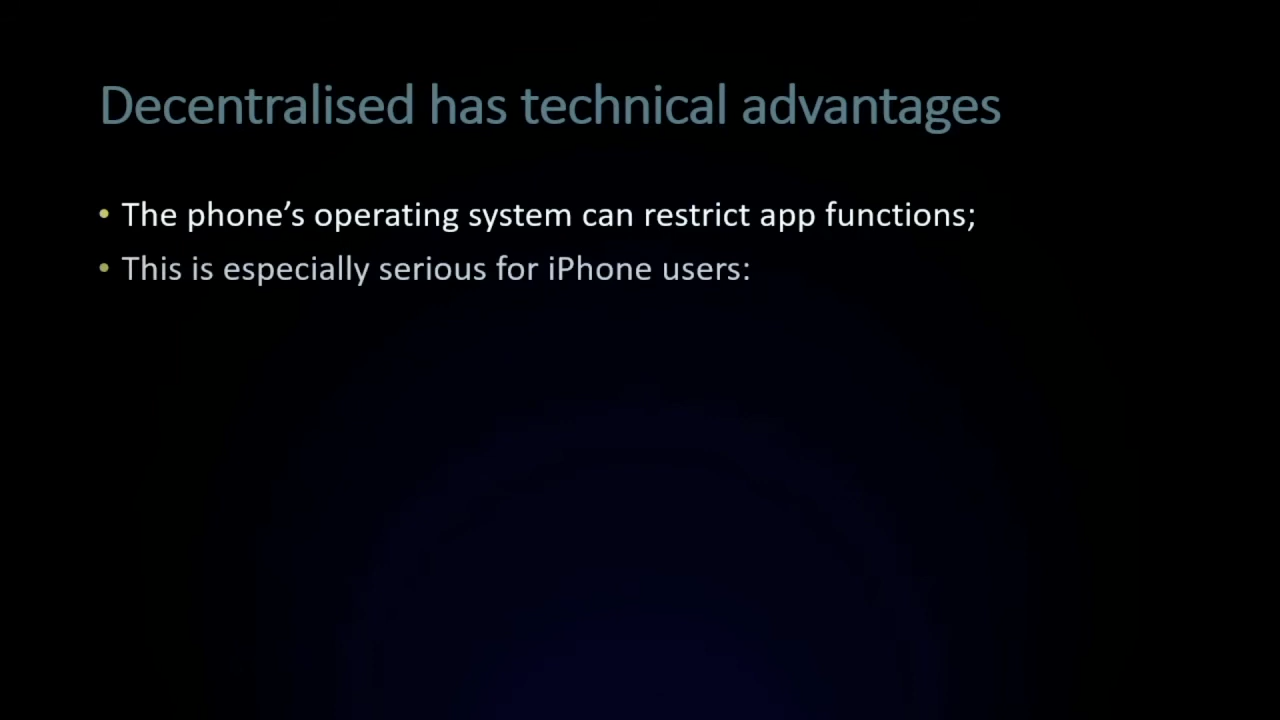 Decentralised has technical advantages
• The phone’s operating system can restrict app functions;
• This is especially serious for iPhone users: